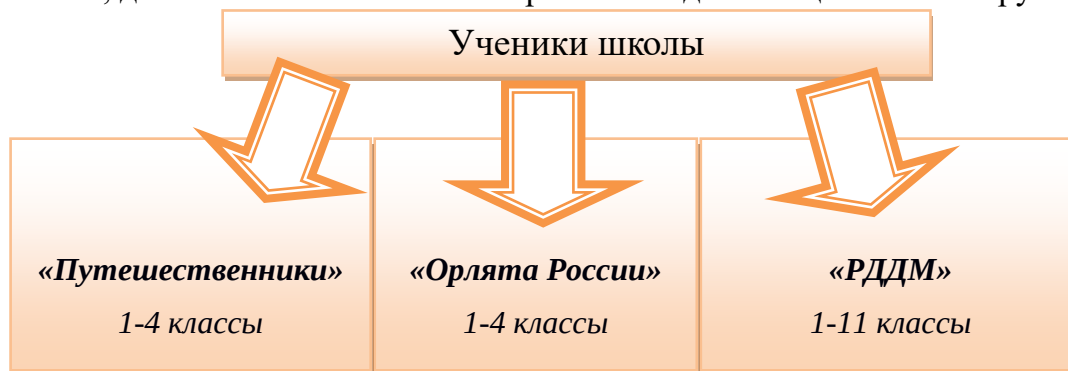 Ученики школы
«Путешественники»
1-4 классы
«Орлята России»
1-4 классы
«РДДМ»
1-11 классы